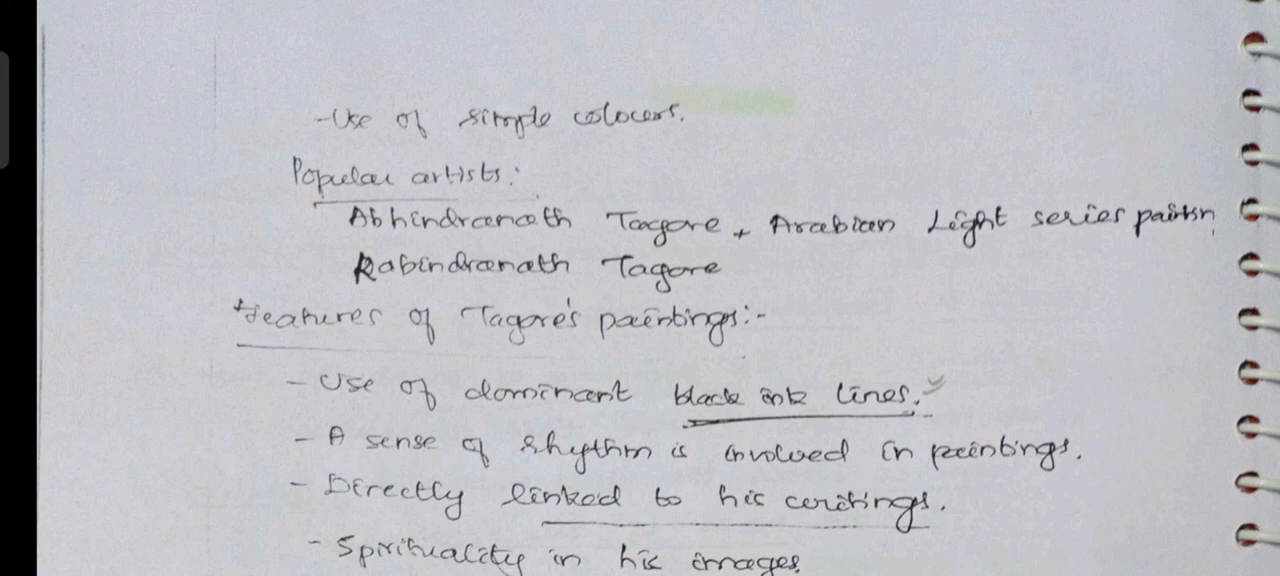 - Use of simple colours.
Popular artists:
Abhindranath Tagore → Arabian Light series paintn
Rabindranath Tagore
*Features of Tagore's paintings:-
- Use of dominant black ink lines.
- A sense of rhythm is involved in paintings.
- Directly linked to his writings.
- Spirituality in his images.